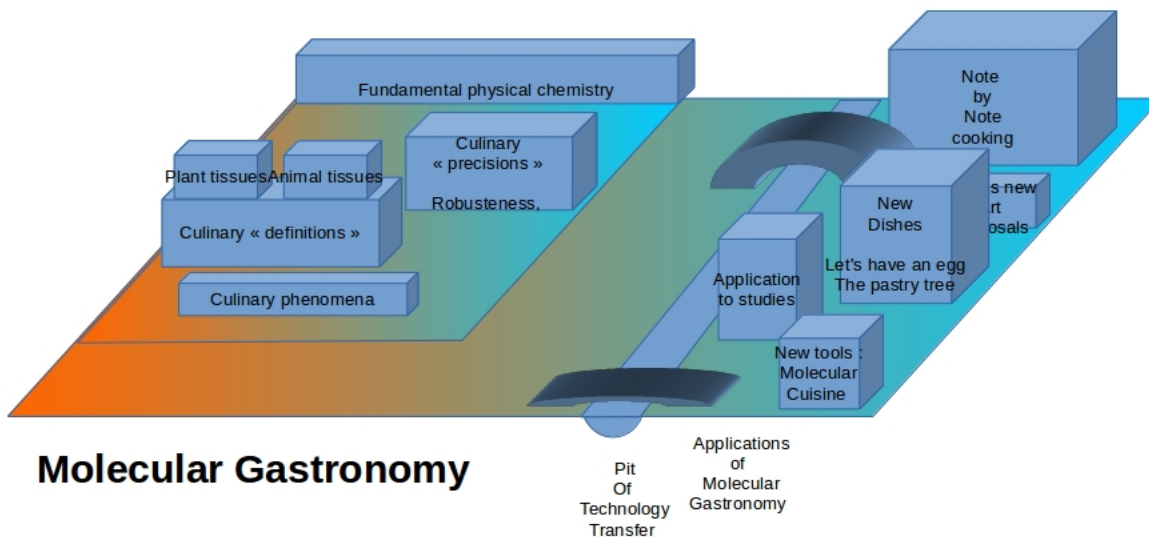 Fundamental physical chemistry
Note
by
Note
cooking
Culinary
« precisions »
Robusteness,
Plant tissues
Animal tissues
Culinary « definitions »
Culinary phenomena
new
New
Dishes
Let's have an egg
The pastry tree
Application
to studies
New tools :
Molecular
Cuisine
Molecular Gastronomy
Pit
Of
Technology
Transfer
Applications
of
Molecular
Gastronomy